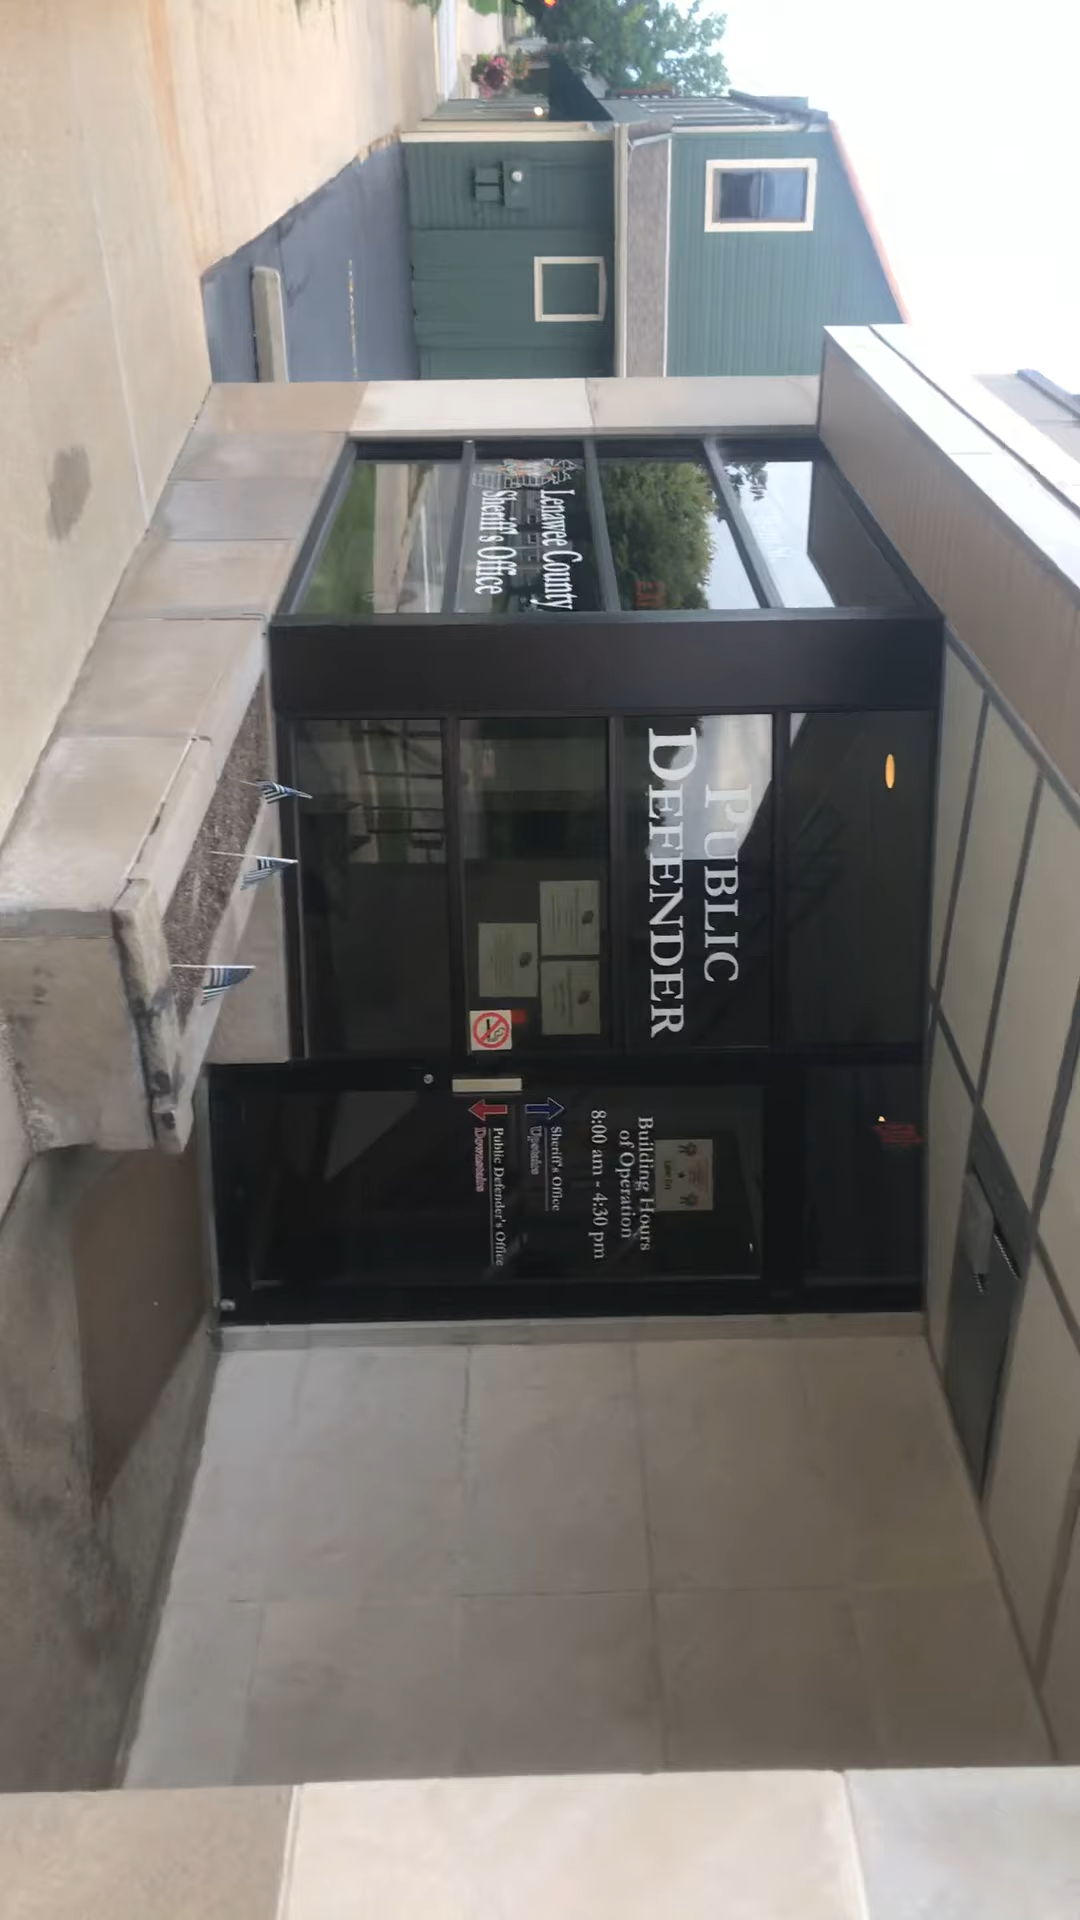 Lenawee County
Sheriff's Office
PUBLIC
DEFENDER
Building Hours
of Operation
8:00 am - 4:30 pm
Sheriff's Office
Upstairs
Public Defender's Office
Downstairs